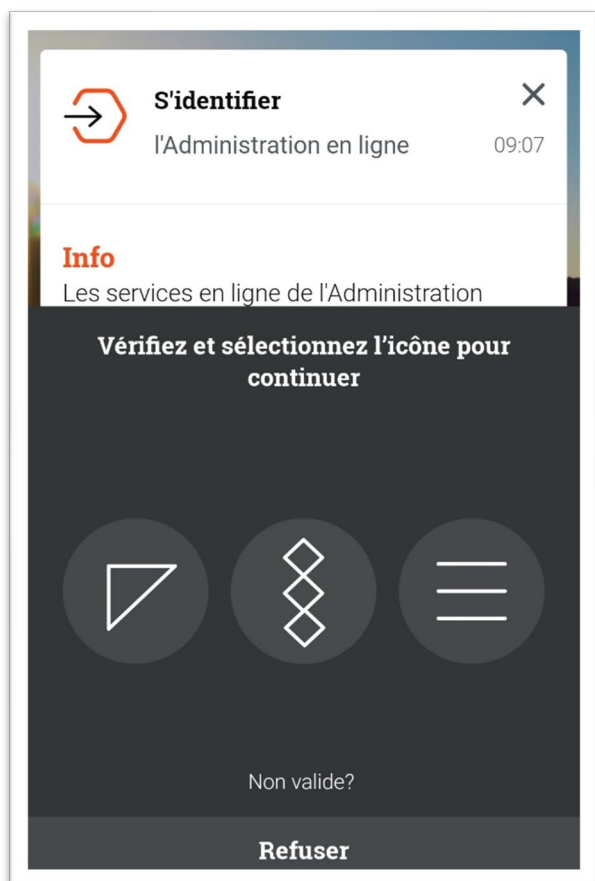 S'identifier
l'Administration en ligne 09:07
Info
Les services en ligne de l'Administration
Vérifiez et sélectionnez l’icône pour
continuer
Non valide?
Refuser